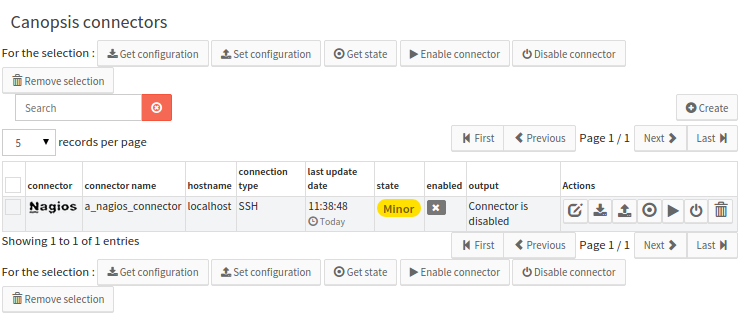 Canopsis connectors
For the selection : Get configuration Set configuration Get state Enable connector Disable connector
Remove selection
Search
Create
5 records per page First Previous Page 1 / 1 Next Last
connector connector name hostname connection type last update date state enabled output Actions
Nagios a_nagios_connector localhost SSH 11:38:48 Today Minor Connector is disabled
Showing 1 to 1 of 1 entries First Previous Page 1 / 1 Next Last
For the selection : Get configuration Set configuration Get state Enable connector Disable connector
Remove selection